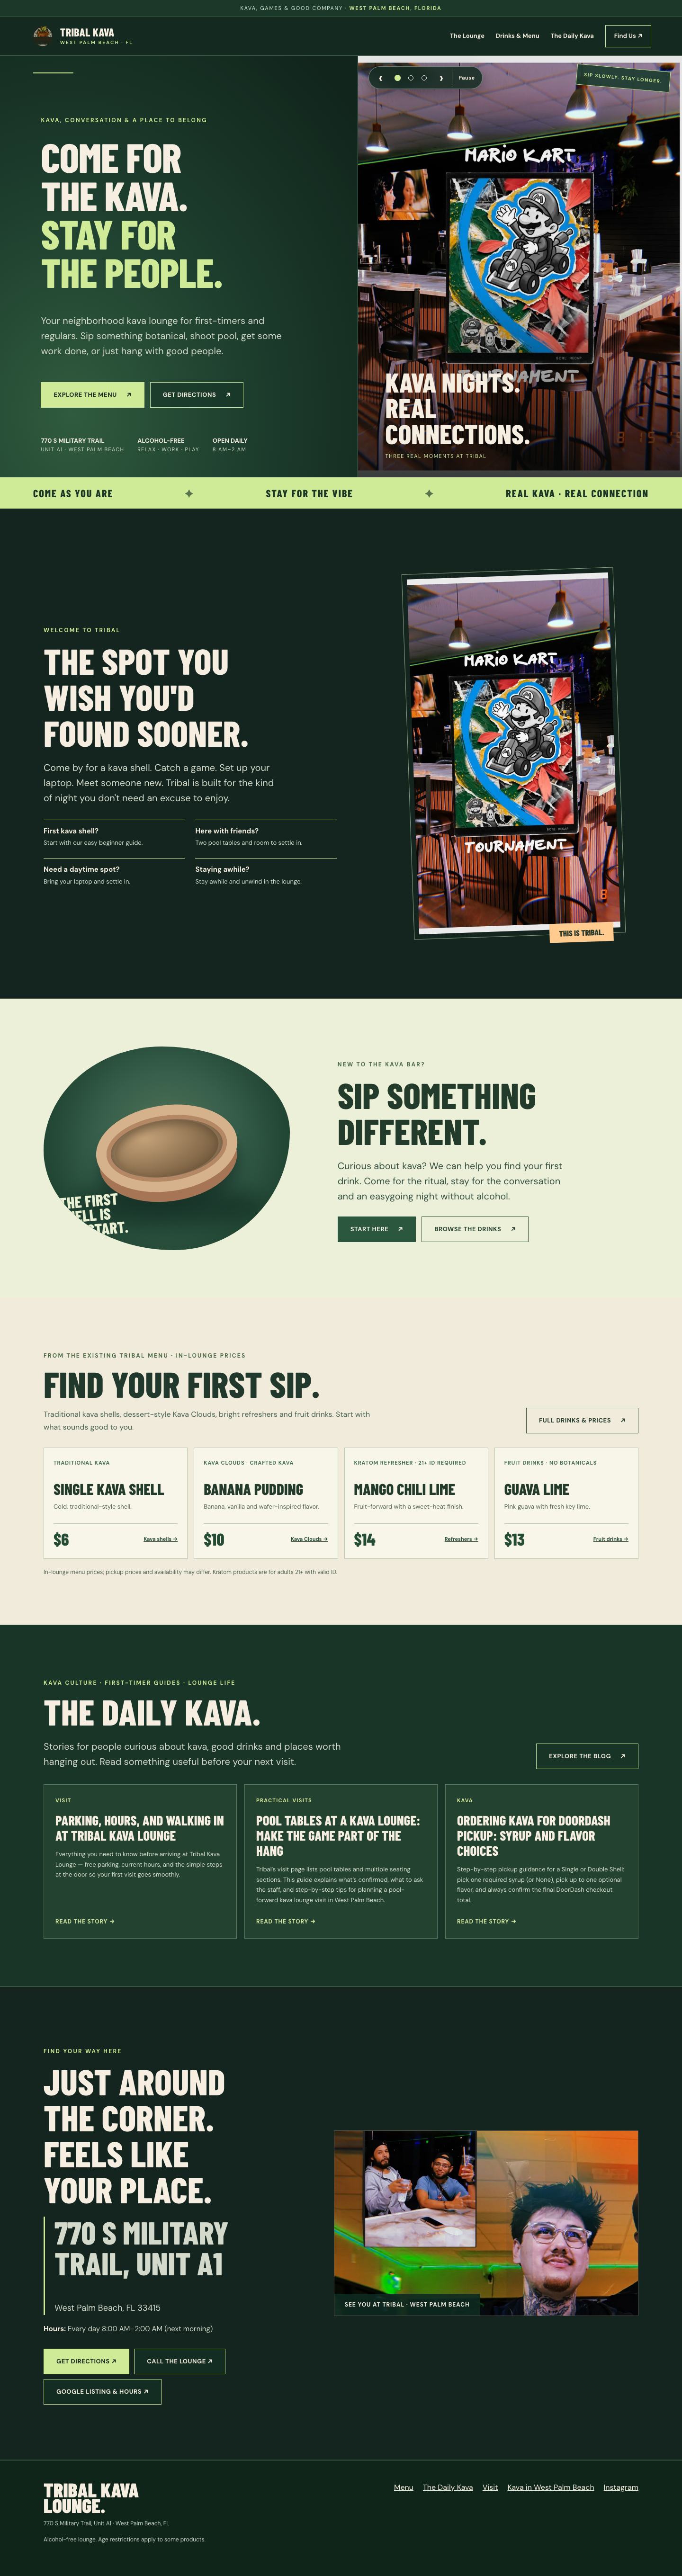 KAVA, GAMES & GOOD COMPANY · WEST PALM BEACH, FLORIDA
TRIBAL KAVA
WEST PALM BEACH · FL
The Lounge
Drinks & Menu
The Daily Kava
Find Us ↗
Pause
SIP SLOWLY. STAY LONGER.
KAVA, CONVERSATION & A PLACE TO BELONG
COME FOR
THE KAVA.
STAY FOR
THE PEOPLE.
Your neighborhood kava lounge for first-timers and
regulars. Sip something botanical, shoot pool, get some
work done, or just hang with good people.
EXPLORE THE MENU ↗
GET DIRECTIONS ↗
770 S MILITARY TRAIL
UNIT A1 · WEST PALM BEACH
ALCOHOL-FREE
RELAX · WORK · PLAY
OPEN DAILY
8 AM–2 AM
MARIO KART
TOURNAMENT
KAVA NIGHTS.
REAL
CONNECTIONS.
THREE REAL MOMENTS AT TRIBAL
COME AS YOU ARE
STAY FOR THE VIBE
REAL KAVA · REAL CONNECTION
WELCOME TO TRIBAL
THE SPOT YOU
WISH YOU'D
FOUND SOONER.
Come by for a kava shell. Catch a game. Set up your
laptop. Meet someone new. Tribal is built for the kind
of night you don't need an excuse to enjoy.
First kava shell?
Start with our easy beginner guide.
Here with friends?
Two pool tables and room to settle in.
Need a daytime spot?
Bring your laptop and settle in.
Staying awhile?
Stay awhile and unwind in the lounge.
MARIO KART
TOURNAMENT
THIS IS TRIBAL.
THE FIRST
START.
NEW TO THE KAVA BAR?
SIP SOMETHING
DIFFERENT.
Curious about kava? We can help you find your first
drink. Come for the ritual, stay for the conversation
and an easygoing night without alcohol.
START HERE ↗
BROWSE THE DRINKS ↗
FROM THE EXISTING TRIBAL MENU · IN-LOUNGE PRICES
FIND YOUR FIRST SIP.
Traditional kava shells, dessert-style Kava Clouds, bright refreshers and fruit drinks. Start with
what sounds good to you.
FULL DRINKS & PRICES ↗
TRADITIONAL KAVA
SINGLE KAVA SHELL
Cold, traditional-style shell.
$6
Kava shells →
KAVA CLOUDS · CRAFTED KAVA
BANANA PUDDING
Banana, vanilla and wafer-inspired flavor.
$10
Kava Clouds →
KRATOM REFRESHER · 21+ ID REQUIRED
MANGO CHILI LIME
Fruit-forward with a sweet-heat finish.
$14
Refreshers →
FRUIT DRINKS · NO BOTANICALS
GUAVA LIME
Pink guava with fresh key lime.
$13
Fruit drinks →
In-lounge menu prices; pickup prices and availability may differ. Kratom products are for adults 21+ with valid ID.
KAVA CULTURE · FIRST-TIMER GUIDES · LOUNGE LIFE
THE DAILY KAVA.
Stories for people curious about kava, good drinks and places worth
hanging out. Read something useful before your next visit.
EXPLORE THE BLOG ↗
VISIT
PARKING, HOURS, AND WALKING IN
AT TRIBAL KAVA LOUNGE
Everything you need to know before arriving at Tribal Kava
Lounge — free parking, current hours, and the simple steps
at the door so your first visit goes smoothly.
READ THE STORY →
PRACTICAL VISITS
POOL TABLES AT A KAVA LOUNGE:
MAKE THE GAME PART OF THE
HANG
Tribal's visit page lists pool tables and multiple seating
sections. This guide explains what's confirmed, what to ask
the staff, and step-by-step tips for planning a pool-
forward kava lounge visit in West Palm Beach.
READ THE STORY →
KAVA
ORDERING KAVA FOR DOORDASH
PICKUP: SYRUP AND FLAVOR
CHOICES
Step-by-step pickup guidance for a Single or Double Shell:
pick one required syrup (or None), pick up to one optional
flavor, and always confirm the final DoorDash checkout
total.
READ THE STORY →
FIND YOUR WAY HERE
JUST AROUND
THE CORNER.
FEELS LIKE
YOUR PLACE.
770 S MILITARY
TRAIL, UNIT A1
West Palm Beach, FL 33415
Hours: Every day 8:00 AM–2:00 AM (next morning)
GET DIRECTIONS ↗
CALL THE LOUNGE ↗
GOOGLE LISTING & HOURS ↗
SEE YOU AT TRIBAL · WEST PALM BEACH
TRIBAL KAVA
LOUNGE.
770 S Military Trail, Unit A1 · West Palm Beach, FL
Alcohol-free lounge. Age restrictions apply to some products.
Menu
The Daily Kava
Visit
Kava in West Palm Beach
Instagram